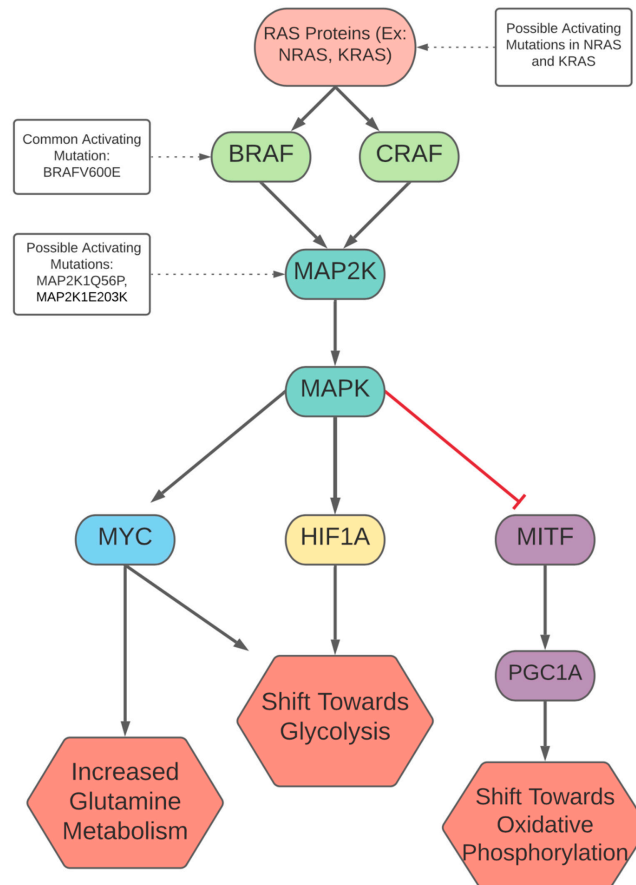 RAS Proteins (Ex:
NRAS, KRAS)
Possible Activating
Mutations in NRAS
and KRAS
Common Activating
Mutation:
BRAFV600E
BRAF
CRAF
Possible Activating
Mutations:
MAP2K1Q56P,
MAP2K1E203K
MAP2K
MAPK
MYC
HIF1A
MITF
PGC1A
Shift Towards
Glycolysis
Increased
Glutamine
Metabolism
Shift Towards
Oxidative
Phosphorylation